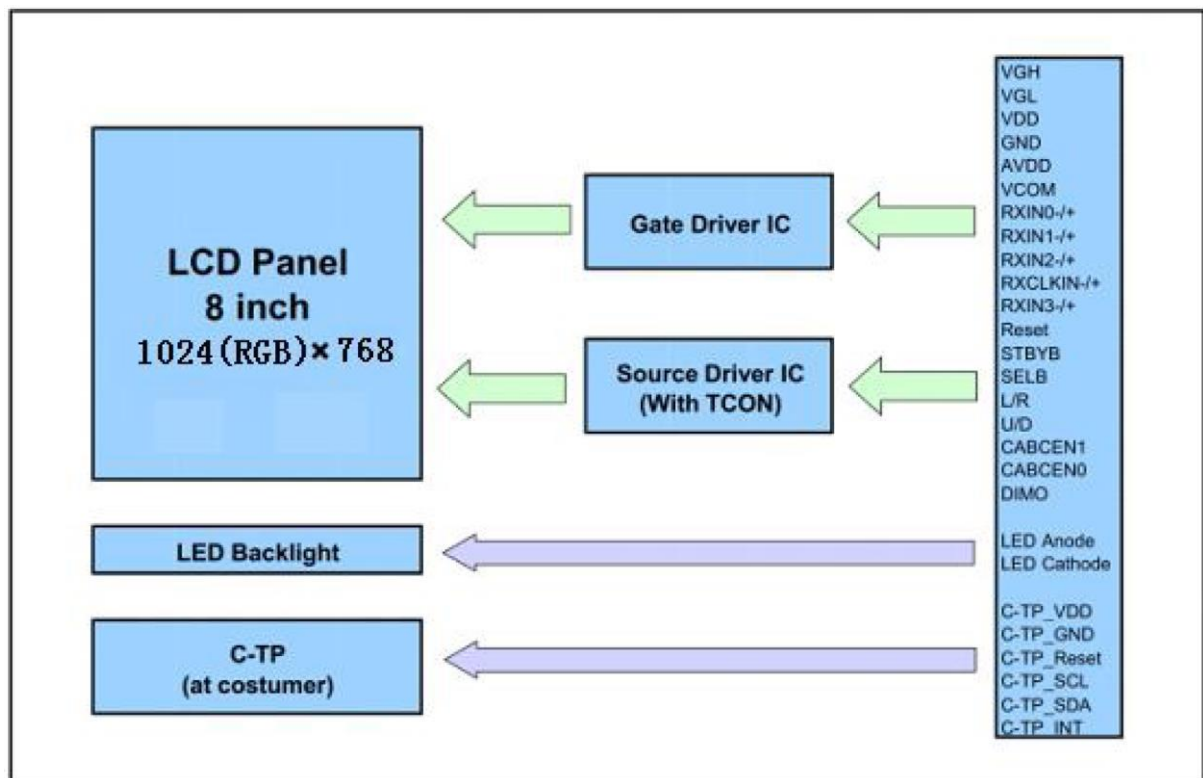 LCD Panel
8 inch
1024(RGB)×768
Gate Driver IC
Source Driver IC
(With TCON)
LED Backlight
C-TP
(at costumer)
VGH
VGL
VDD
GND
AVDD
VCOM
RXIN0-/+
RXIN1-/+
RXIN2-/+
RXCLKIN-/+
RXIN3-/+
Reset
STBYB
SELB
L/R
U/D
CABCEN1
CABCEN0
DIMO
LED Anode
LED Cathode
C-TP_VDD
C-TP_GND
C-TP_Reset
C-TP_SCL
C-TP_SDA
C-TP_INT